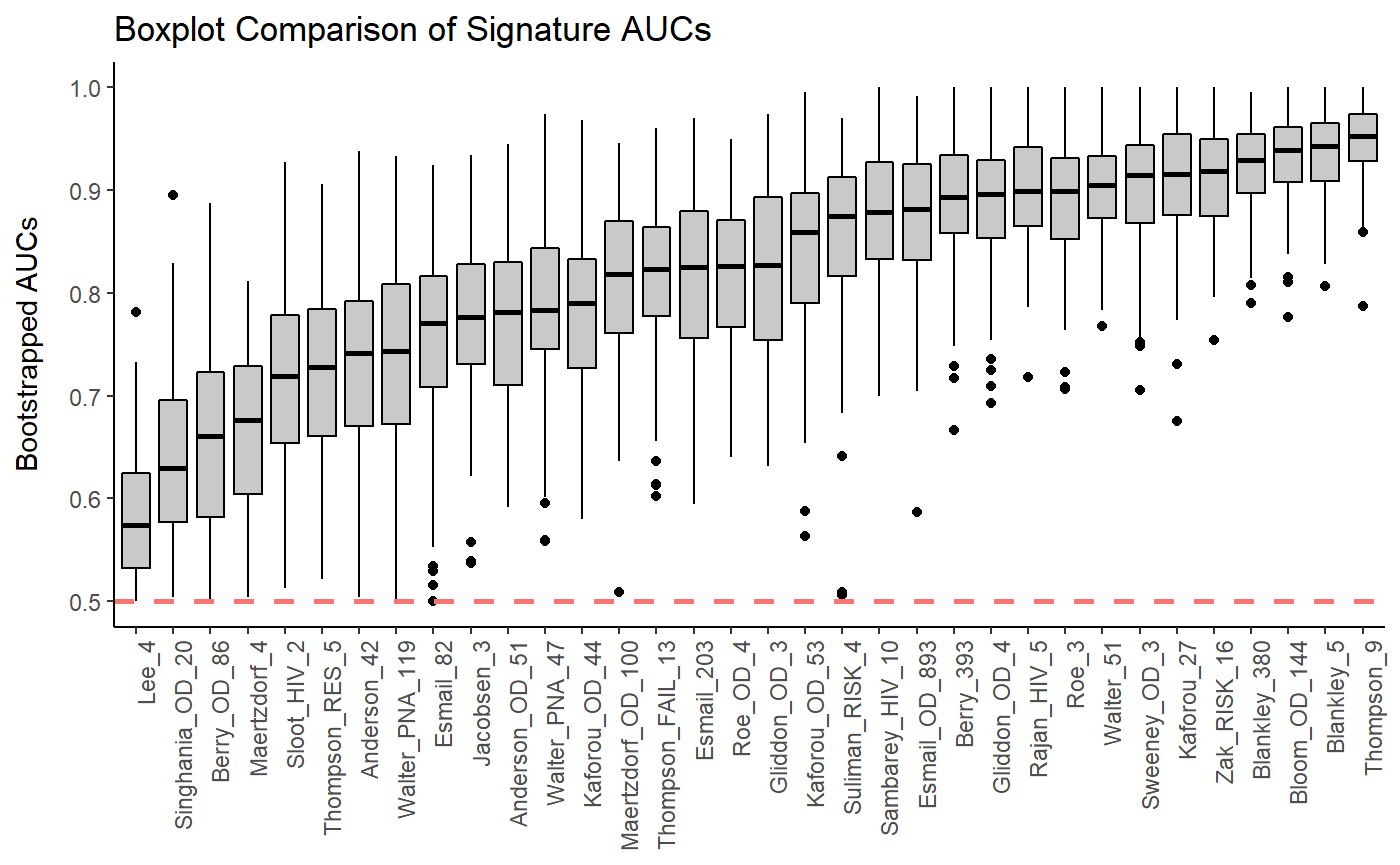 Boxplot Comparison of Signature AUCs
Bootstrapped AUCs
1.0
0.9
0.8
0.7
0.6
0.5
Lee_4
Singhania_OD_20
Berry_OD_86
Maertzdorf_4
Sloot_HIV_2
Thompson_RES_5
Anderson_42
Walter_PNA_119
Esmail_82
Jacobsen_3
Anderson_OD_51
Walter_PNA_47
Kaforou_OD_44
Maertzdorf_OD_100
Thompson_FAIL_13
Esmail_203
Roe_OD_4
Gliddon_OD_3
Kaforou_OD_53
Suliman_RISK_4
Sambarey_HIV_10
Esmail_OD_893
Berry_393
Gliddon_OD_4
Rajan_HIV_5
Roe_3
Walter_51
Sweeney_OD_3
Kaforou_27
Zak_RISK_16
Blankley_380
Bloom_OD_144
Blankley_5
Thompson_9